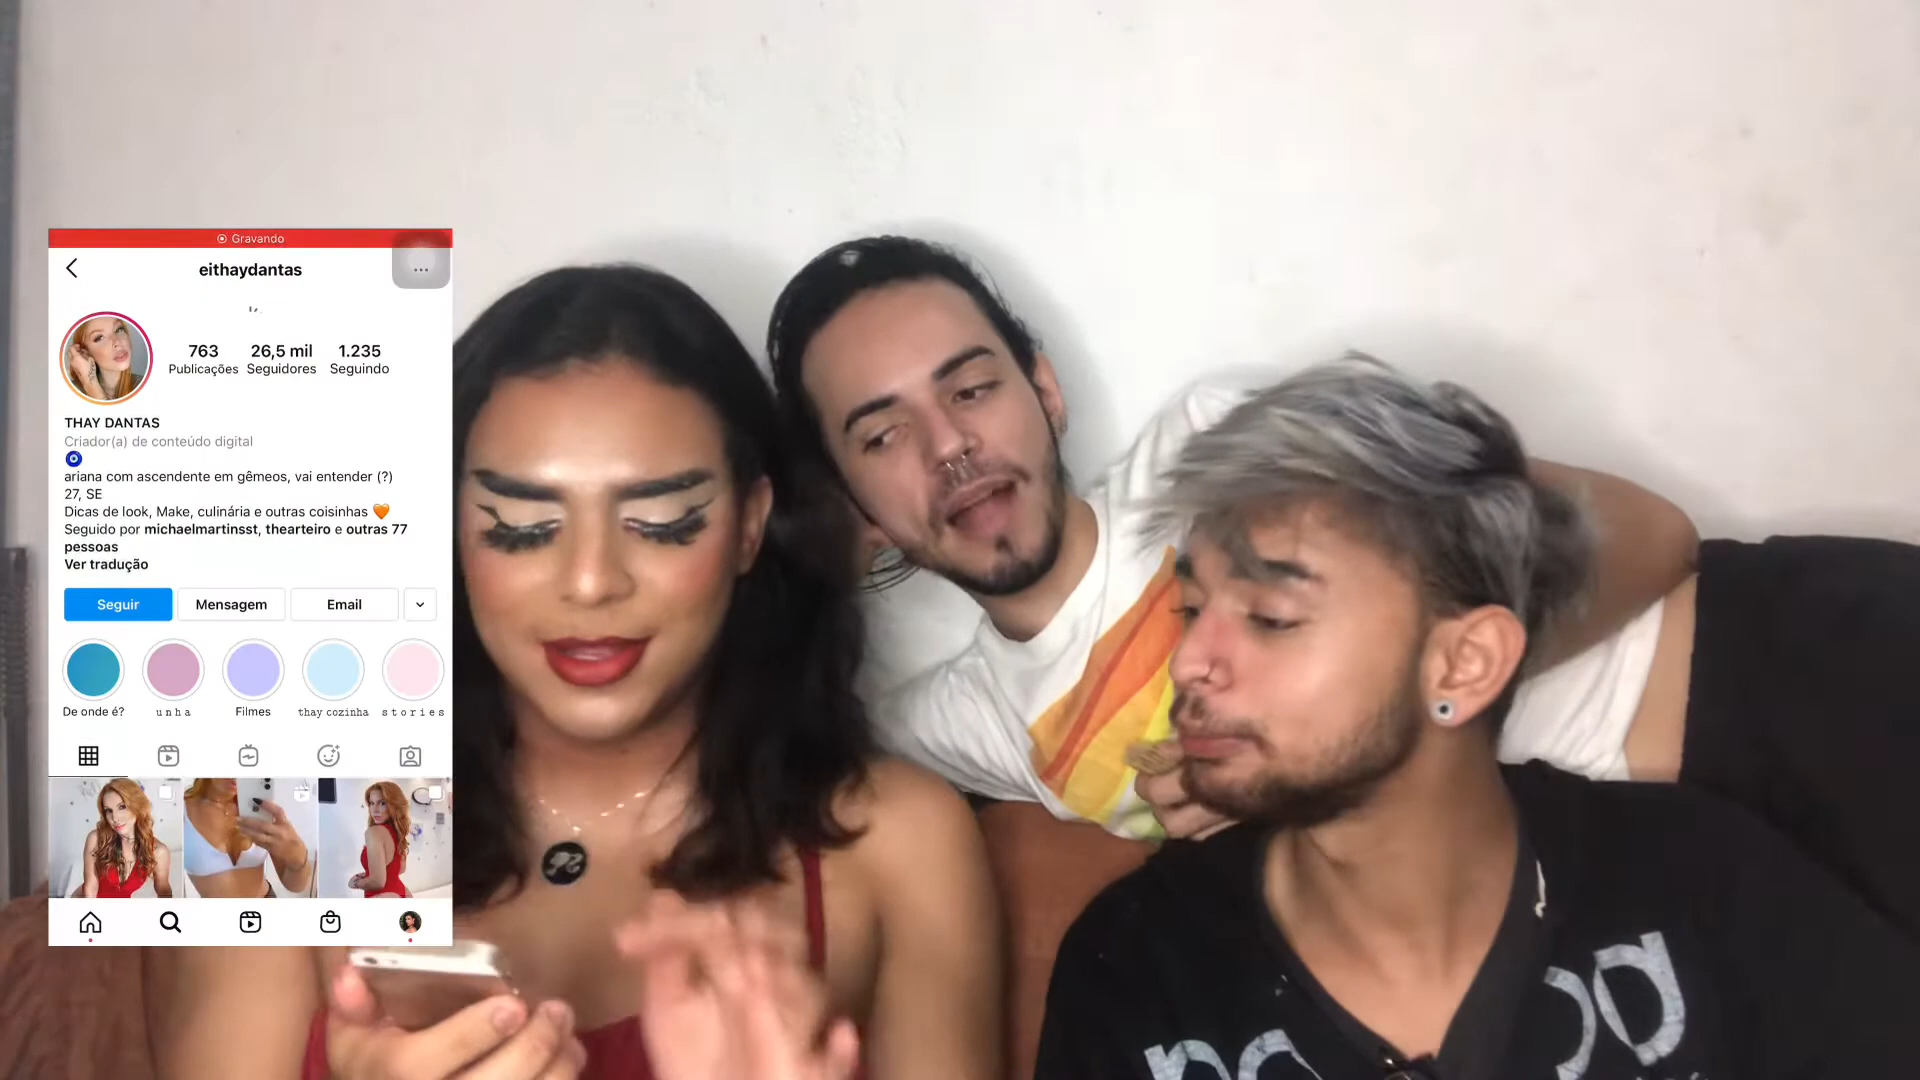 Gravando
eithaydantas
763
26,5 mil
1.235
Publicações
Seguidores
Seguindo
THAY DANTAS
Criador(a) de conteúdo digital
ariana com ascendente em gêmeos, vai entender (?)
27, SE
Dicas de look, Make, culinária e outras coisinhas
Seguido por michaelmartinsst, thearteiro e outras 77
pessoas
Ver tradução
Seguir
Mensagem
Email
De onde é?
unha
Filmes
thay cozinha
stories